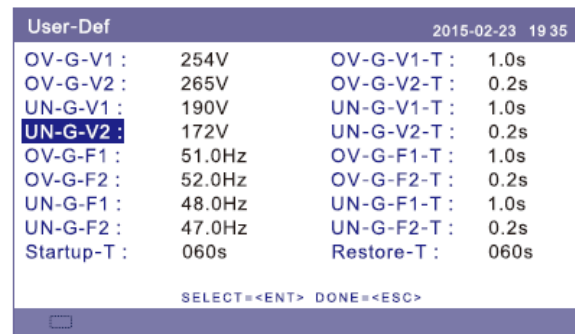 User-Def 2015-02-23 19 35
OV-G-V1 : 254V OV-G-V1-T : 1.0s
OV-G-V2 : 265V OV-G-V2-T : 0.2s
UN-G-V1 : 190V UN-G-V1-T : 1.0s
UN-G-V2 : 172V UN-G-V2-T : 0.2s
OV-G-F1 : 51.0Hz OV-G-F1-T : 1.0s
OV-G-F2 : 52.0Hz OV-G-F2-T : 0.2s
UN-G-F1 : 48.0Hz UN-G-F1-T : 1.0s
UN-G-F2 : 47.0Hz UN-G-F2-T : 0.2s
Startup-T : 060s Restore-T : 060s
SELECT=<ENT> DONE=<ESC>